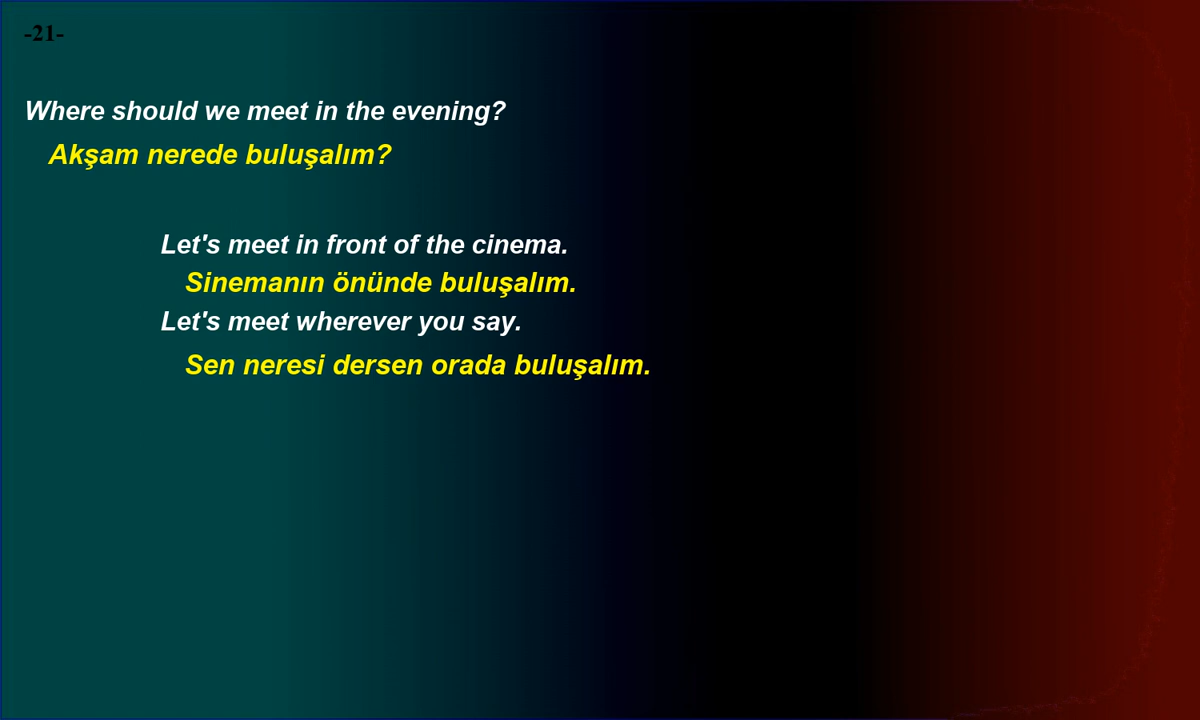 -21-
Where should we meet in the evening?
Akşam nerede buluşalım?
Let's meet in front of the cinema.
Sinemanın önünde buluşalım.
Let's meet wherever you say.
Sen neresi dersen orada buluşalım.